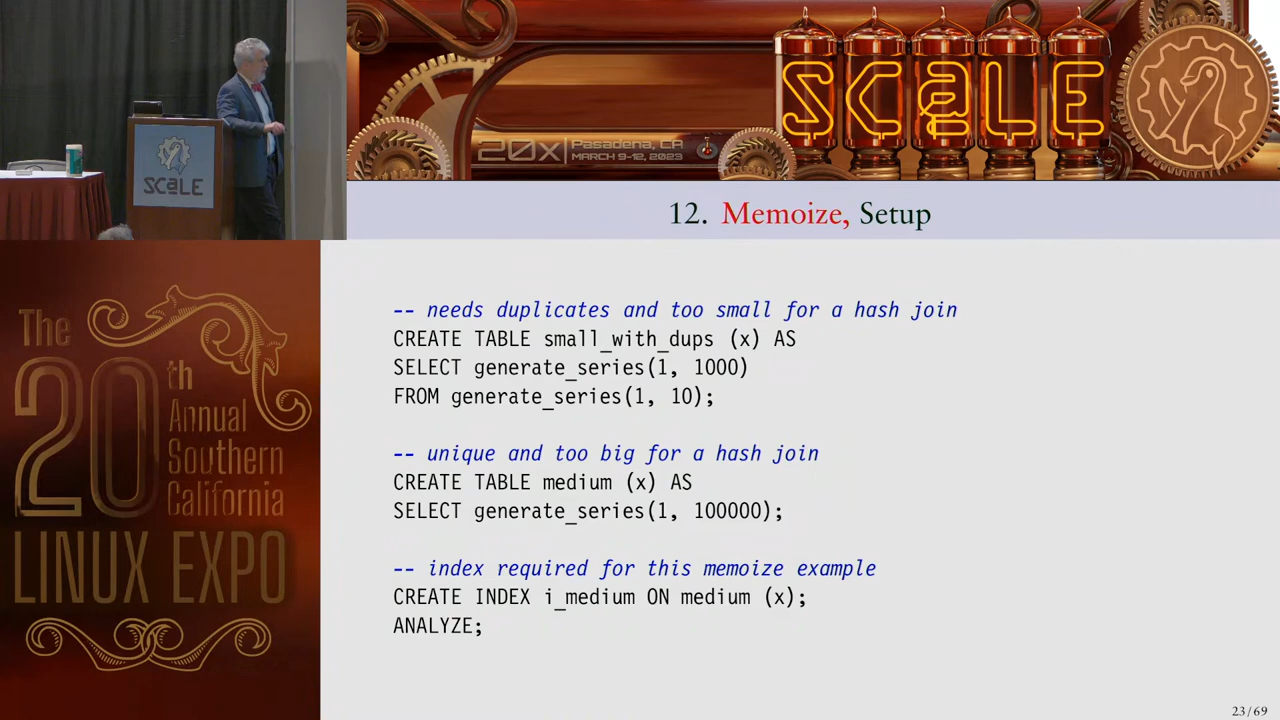 SCaLE
20x
Pasadena, CA
MARCH 9-12, 2023
SCaLE
12. Memoize, Setup
The
20th
Annual
Southern
California
LINUX EXPO
-- needs duplicates and too small for a hash join
CREATE TABLE small_with_dups (x) AS
SELECT generate_series(1, 1000)
FROM generate_series(1, 10);
-- unique and too big for a hash join
CREATE TABLE medium (x) AS
SELECT generate_series(1, 100000);
-- index required for this memoize example
CREATE INDEX i_medium ON medium (x);
ANALYZE;
23/69